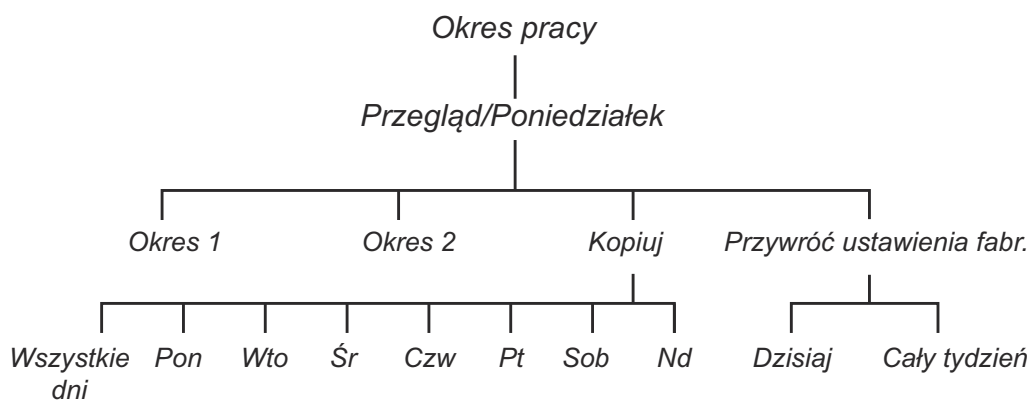 Okres pracy
Przegląd/Poniedziałek
Okres 1 Okres 2 Kopiuj Przywróć ustawienia fabr.
Wszystkie Pon Wto Śr Czw Pt Sob Nd Dzisiaj Cały tydzień
dni